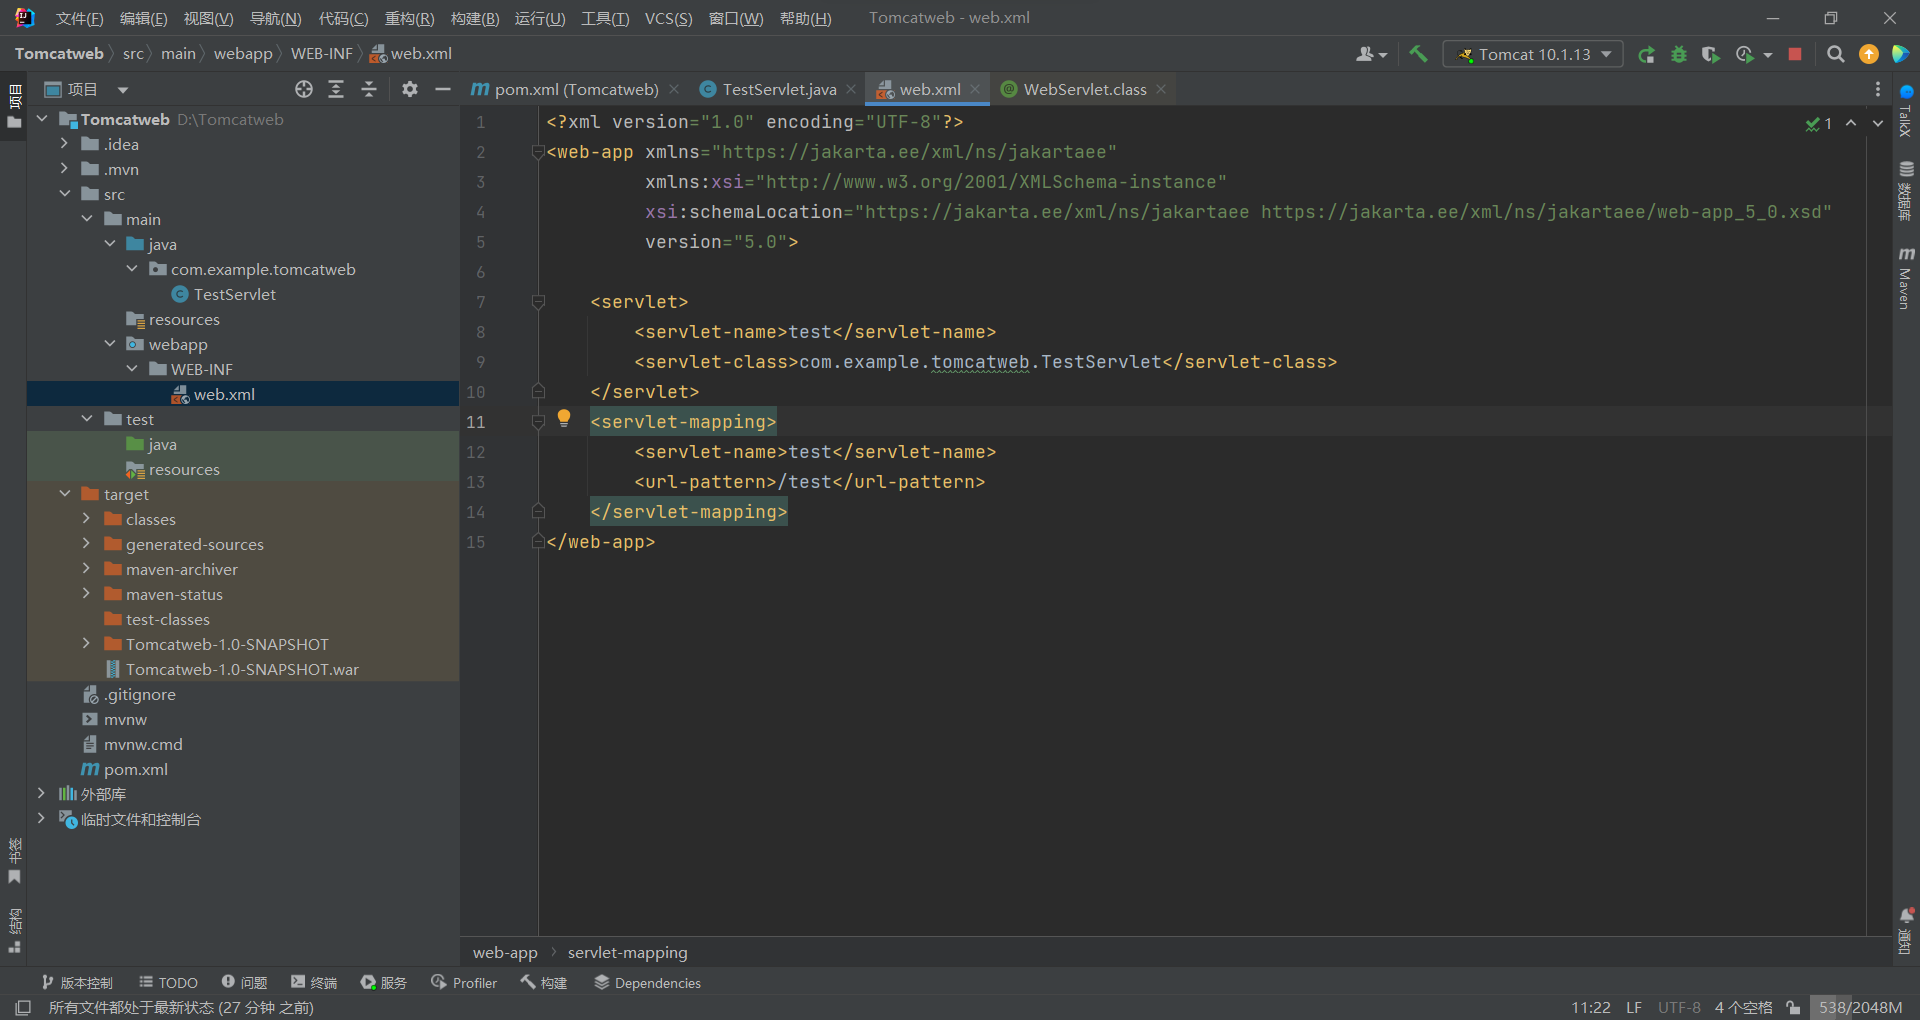 文件(F) 编辑(E) 视图(V) 导航(N) 代码(C) 重构(R) 构建(B) 运行(U) 工具(T) VCS(S) 窗口(W) 帮助(H) Tomcatweb - web.xml
Tomcatweb src main webapp WEB-INF web.xml Tomcat 10.1.13
项目
项目
pom.xml (Tomcatweb) TestServlet.java web.xml WebServlet.class
Tomcatweb D:\Tomcatweb
.idea
.mvn
src
main
java
com.example.tomcatweb
TestServlet
resources
webapp
WEB-INF
web.xml
test
java
resources
target
classes
generated-sources
maven-archiver
maven-status
test-classes
Tomcatweb-1.0-SNAPSHOT
Tomcatweb-1.0-SNAPSHOT.war
.gitignore
mvnw
mvnw.cmd
pom.xml
外部库
临时文件和控制台
书签
结构
1 <?xml version="1.0" encoding="UTF-8"?>
2 <web-app xmlns="https://jakarta.ee/xml/ns/jakartaee"
3 xmlns:xsi="http://www.w3.org/2001/XMLSchema-instance"
4 xsi:schemaLocation="https://jakarta.ee/xml/ns/jakartaee https://jakarta.ee/xml/ns/jakartaee/web-app_5_0.xsd"
5 version="5.0">
6
7 <servlet>
8 <servlet-name>test</servlet-name>
9 <servlet-class>com.example.tomcatweb.TestServlet</servlet-class>
10 </servlet>
11 <servlet-mapping>
12 <servlet-name>test</servlet-name>
13 <url-pattern>/test</url-pattern>
14 </servlet-mapping>
15 </web-app>
1
TalkX
数据库
Maven
通知
web-app servlet-mapping
版本控制 TODO 问题 终端 服务 Profiler 构建 Dependencies
所有文件都处于最新状态 (27 分钟 之前) 11:22 LF UTF-8 4 个空格 538/2048M